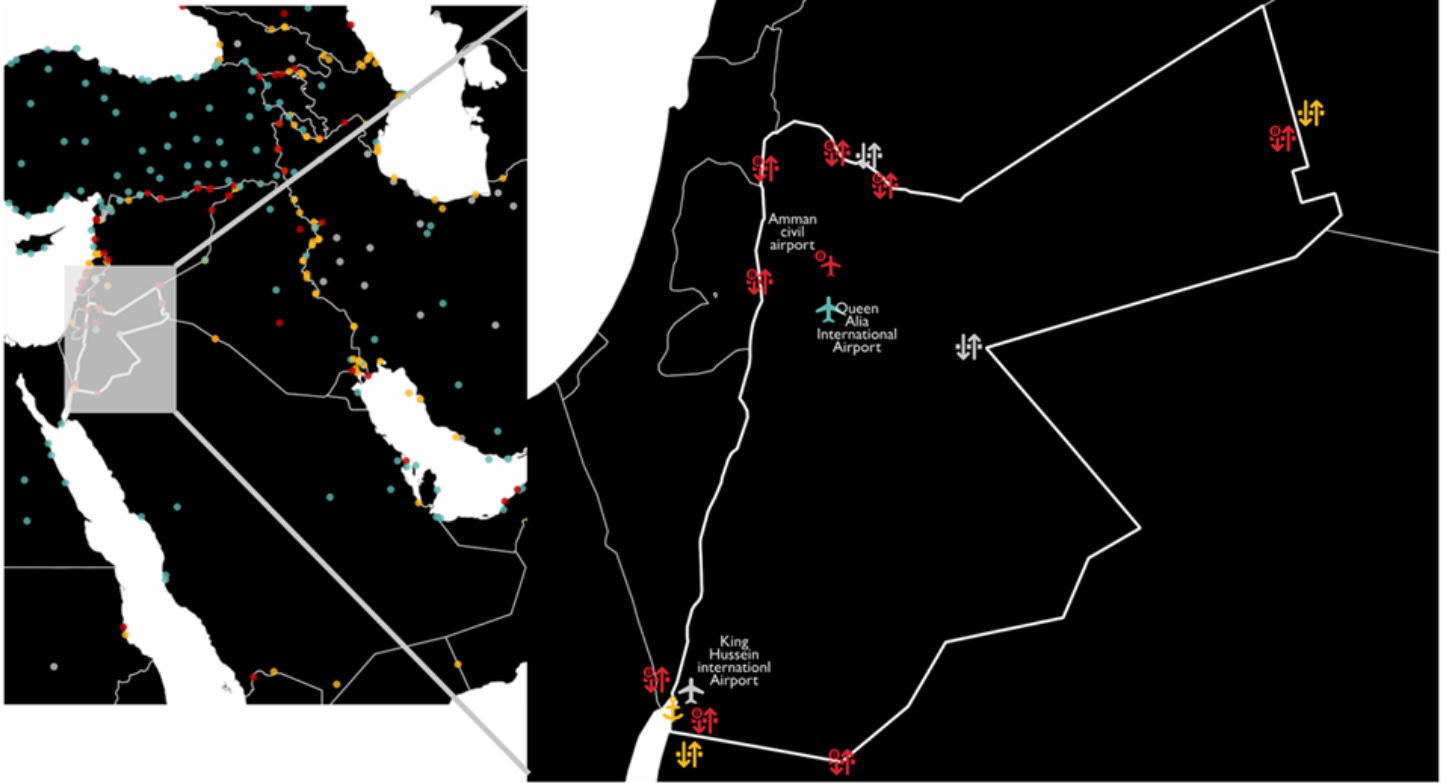 Amman
civil
airport
Queen
Alia
International
Airport
King
Hussein
internationl
Airport